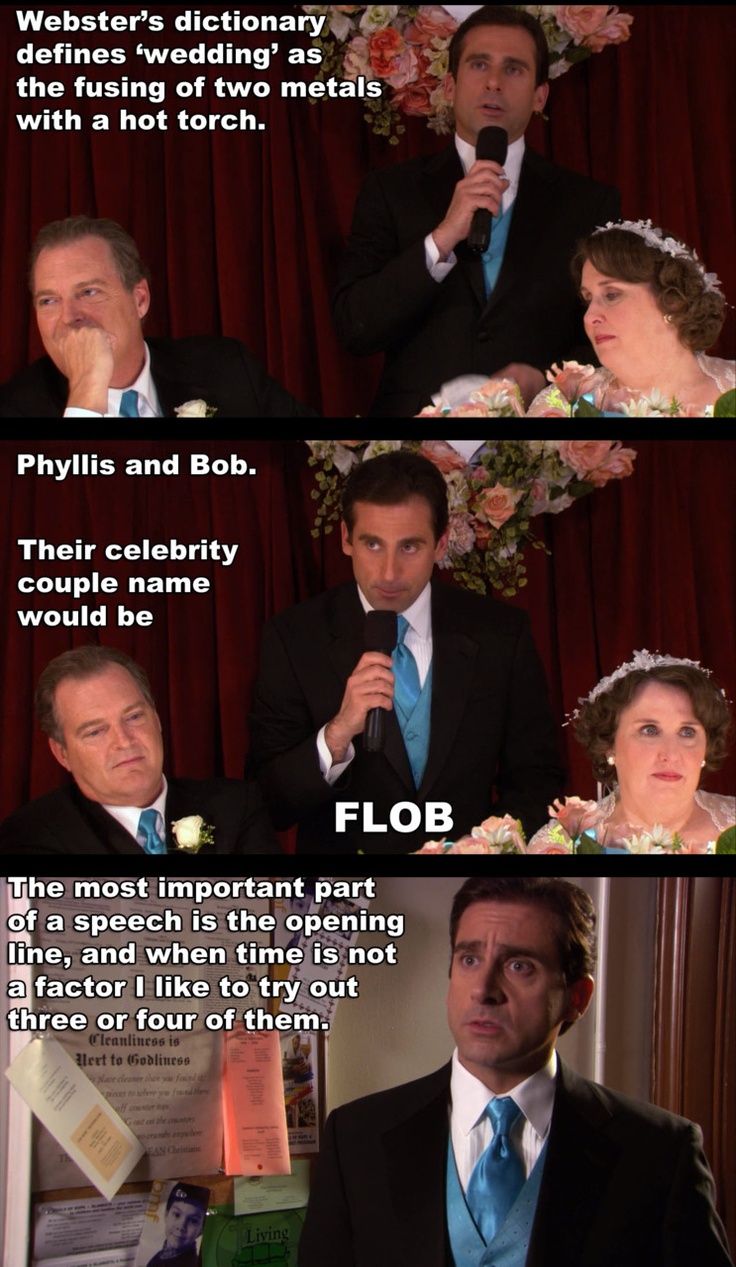 Webster’s dictionary
defines ‘wedding’ as
the fusing of two metals
with a hot torch.
Phyllis and Bob.
Their celebrity
couple name
would be
FLOB
The most important part
of a speech is the opening
line, and when time is not
a factor I like to try out
three or four of them.
Cleanliness is
Next to Godliness
Living